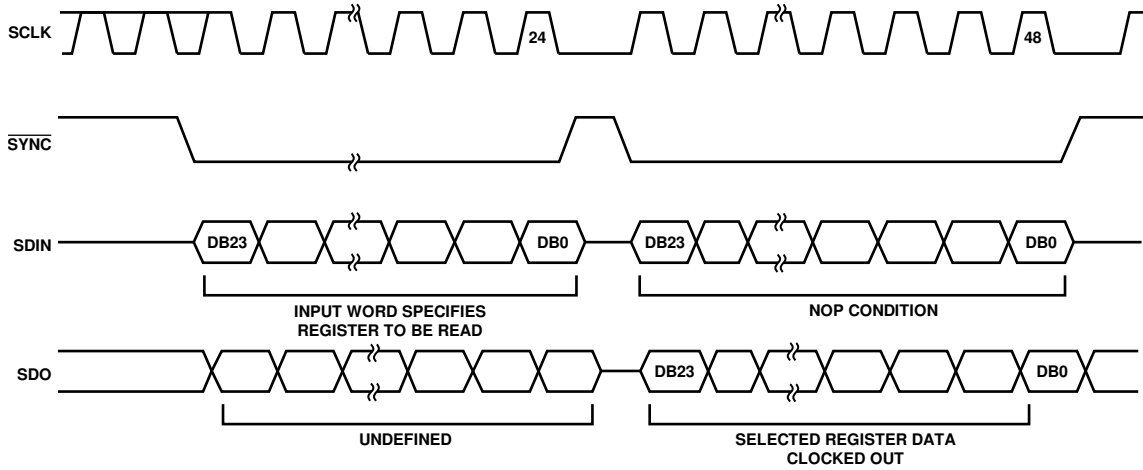 SCLK
24
48
SYNC
SDIN
DB23
DB0
DB23
DB0
INPUT WORD SPECIFIES
REGISTER TO BE READ
NOP CONDITION
SDO
DB23
DB0
UNDEFINED
SELECTED REGISTER DATA
CLOCKED OUT